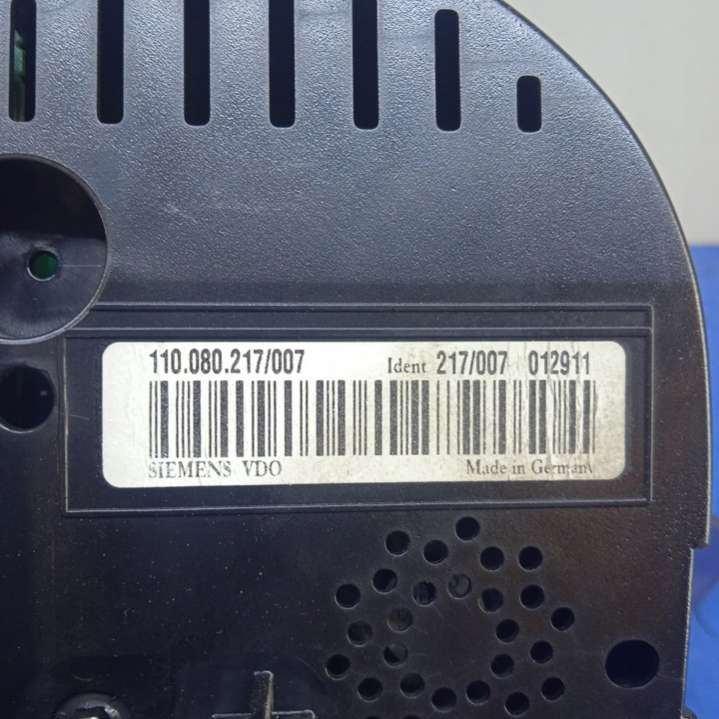 110.080.217/007 Ident 217/007 012911
SIEMENS VDO Made in Germany